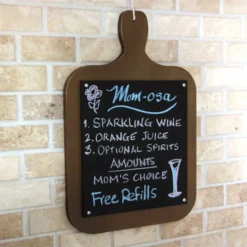 Mom-osa
1. SPARKLING WINE
2. ORANGE JUICE
3. OPTIONAL SPIRITS
AMOUNTS
MOM'S CHOICE
Free Refills